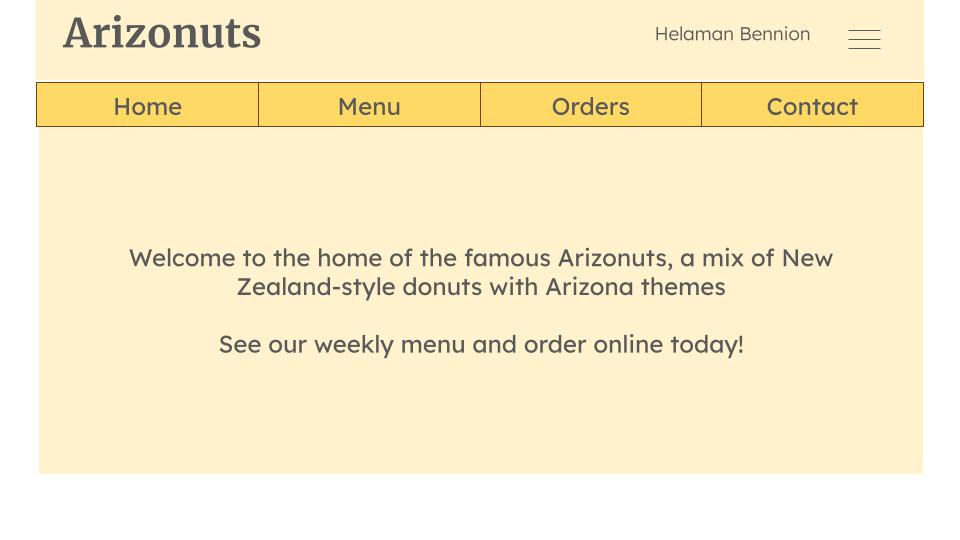 Arizonuts
Helaman Bennion
Home
Menu
Orders
Contact
Welcome to the home of the famous Arizonuts, a mix of New
Zealand-style donuts with Arizona themes
See our weekly menu and order online today!